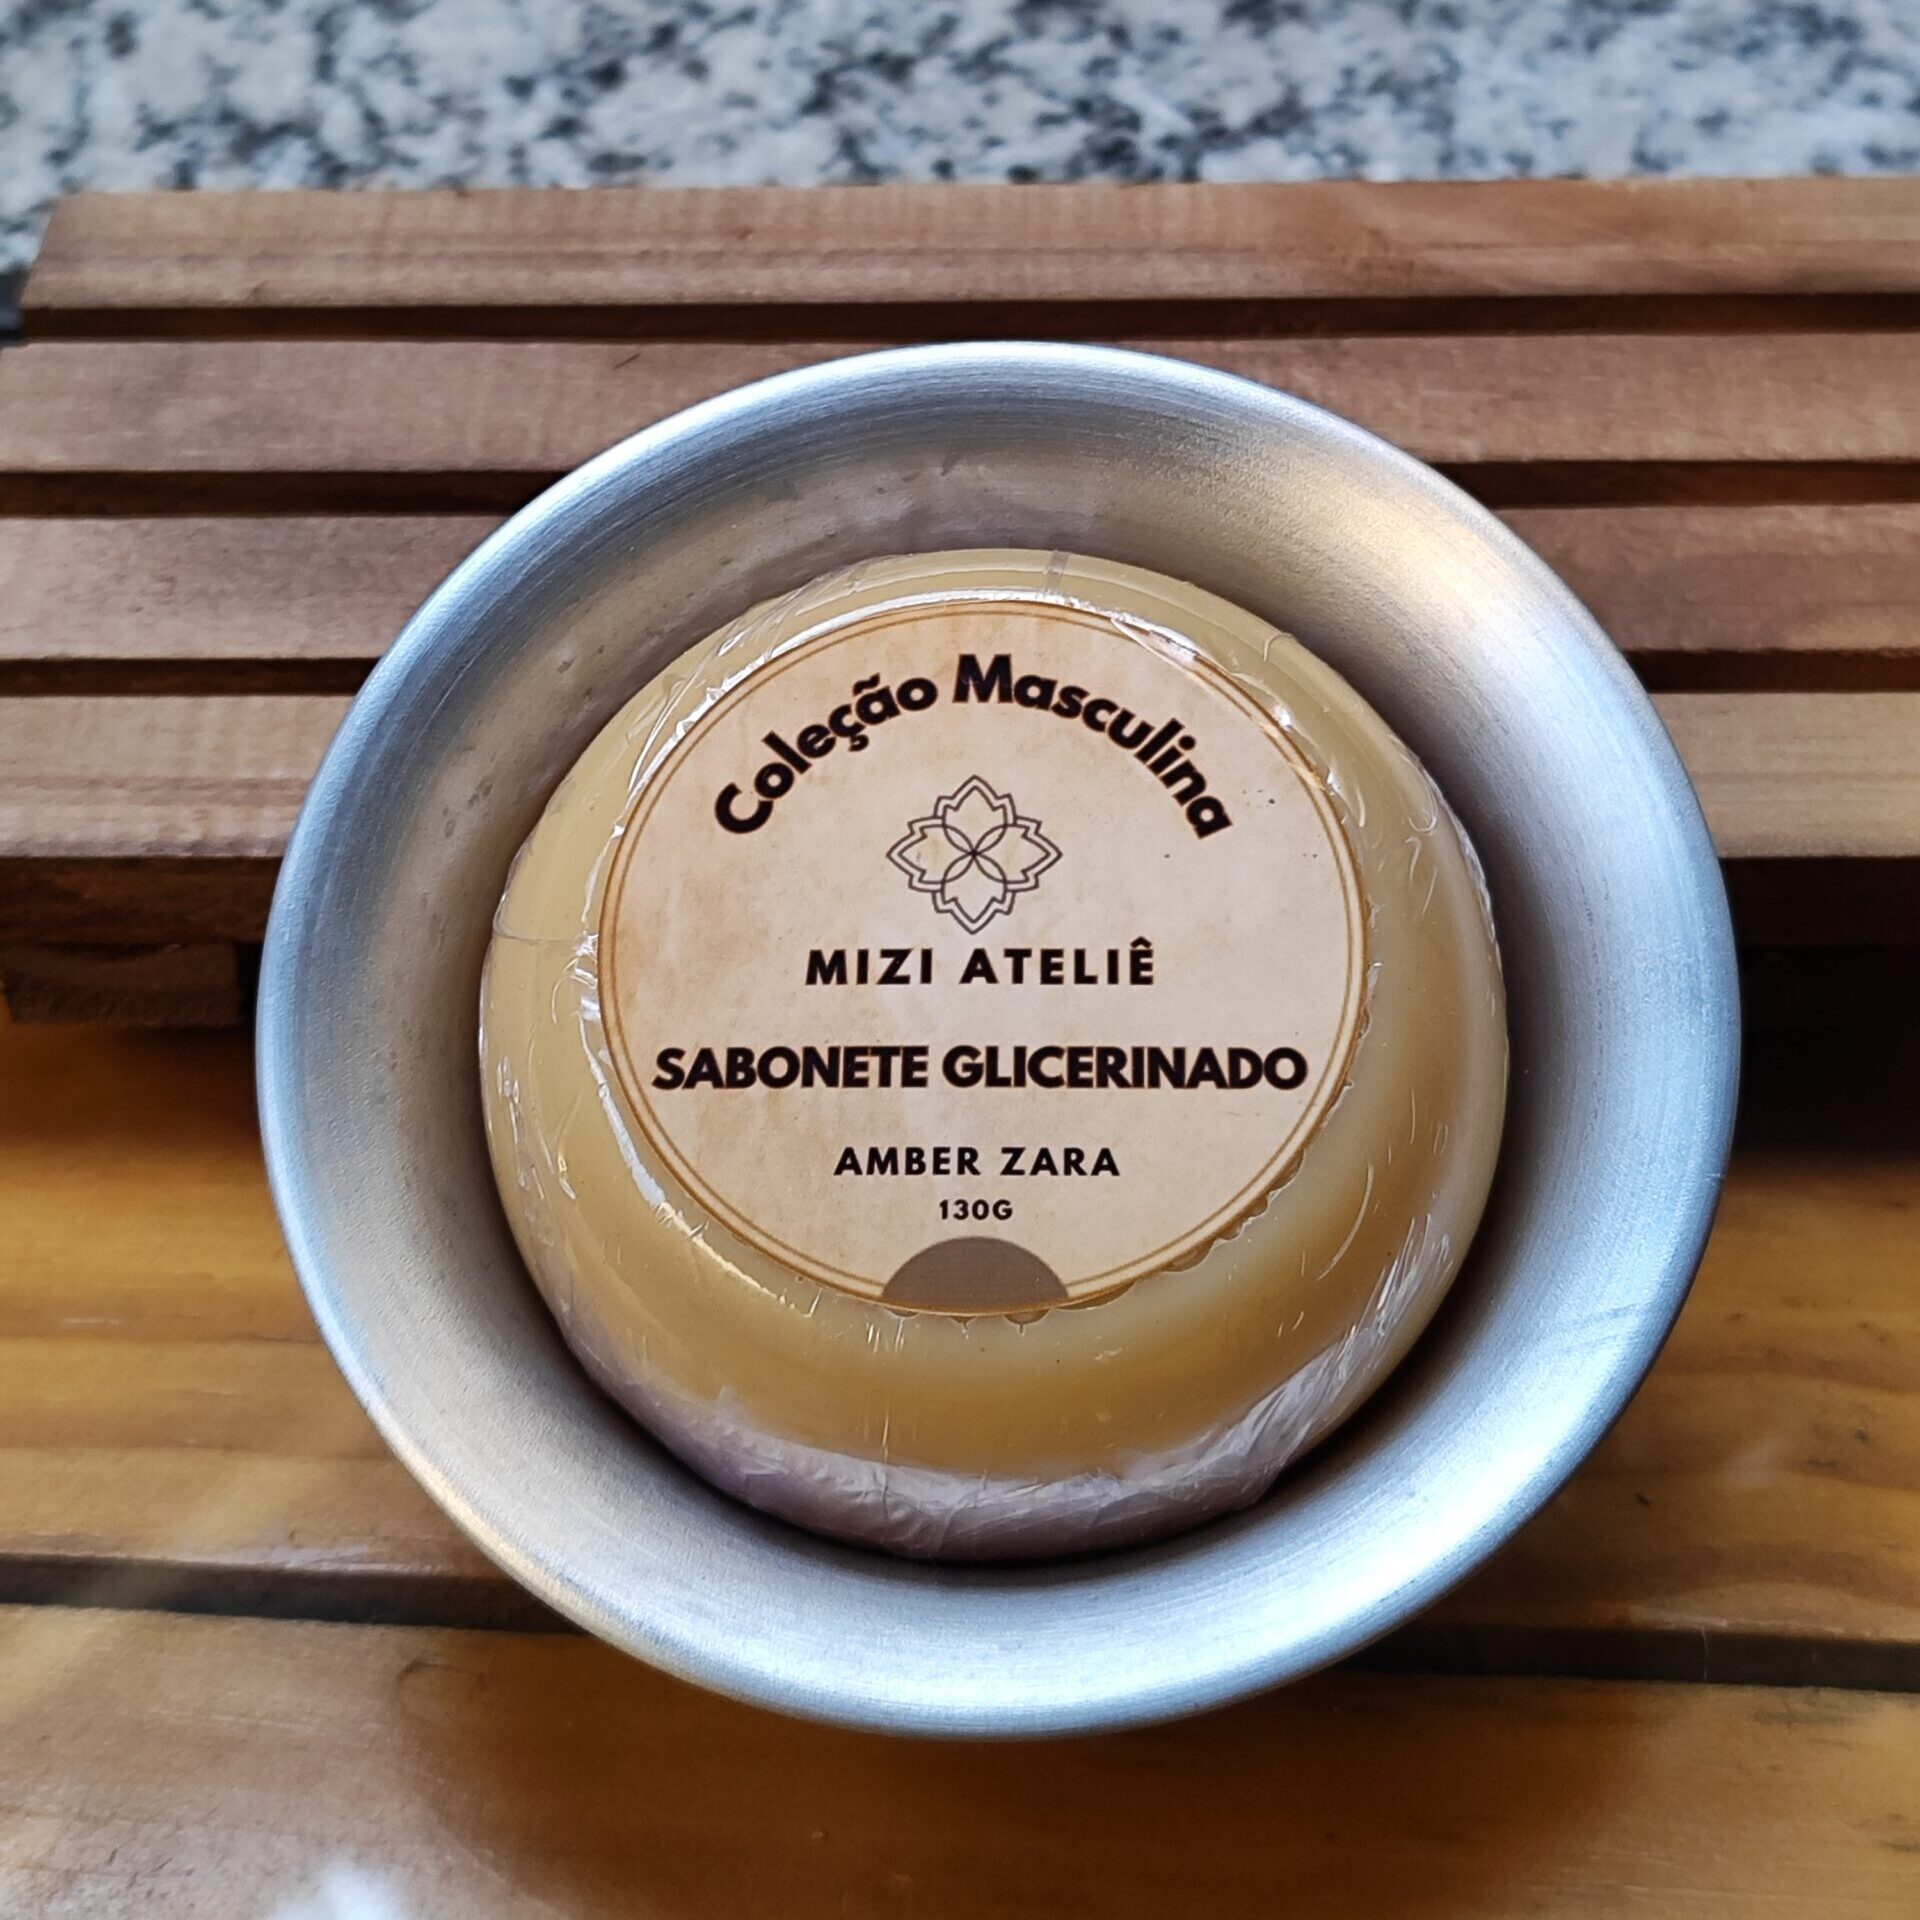 Coleção Masculina
MIZI ATELIÊ
SABONETE GLICERINADO
AMBER ZARA
130G